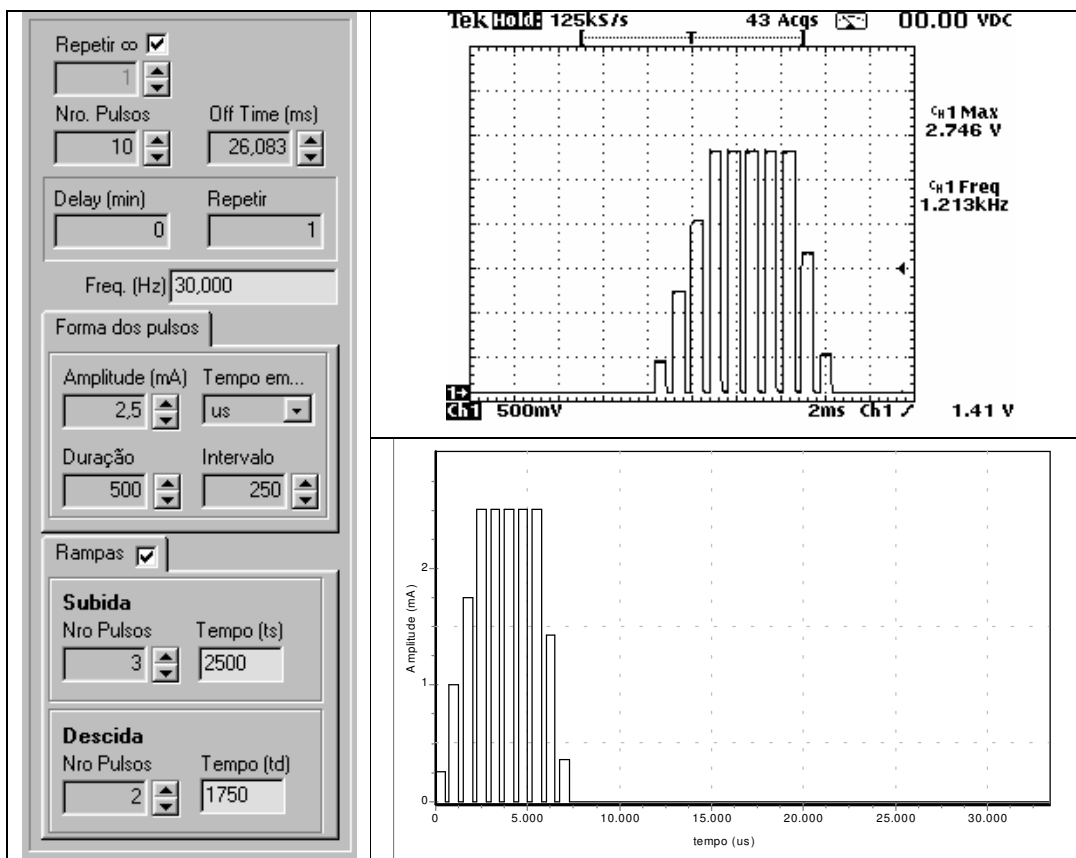 Repetir ∞
1
Nro. Pulsos Off Time (ms)
10 26,083
Delay (min) Repetir
0 1
Freq. (Hz) 30,000
Forma dos pulsos
Amplitude (mA) Tempo em...
2,5 us
Duração Intervalo
500 250
Rampas
Subida
Nro Pulsos Tempo (ts)
3 2500
Descida
Nro Pulsos Tempo (td)
2 1750
Tek Hold: 125kS/s 43 Acqs 00.00 VDC
T
CH1 Max
2.746 V
CH1 Freq
1.213kHz
1
Ch1 500mV 2ms Ch1 1.41 V
Amplitude (mA)
2
1
0
0 5.000 10.000 15.000 20.000 25.000 30.000
tempo (us)